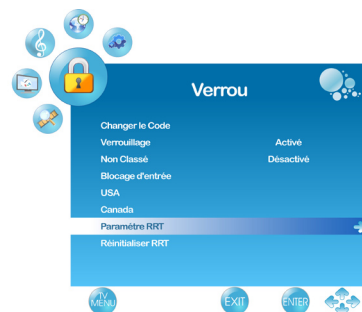 Verrou
Changer le Code
Verrouillage Activé
Non Classé Désactivé
Blocage d'entrée
USA
Canada
Paramétre RRT
Réinitialiser RRT
TV MENU EXIT ENTER